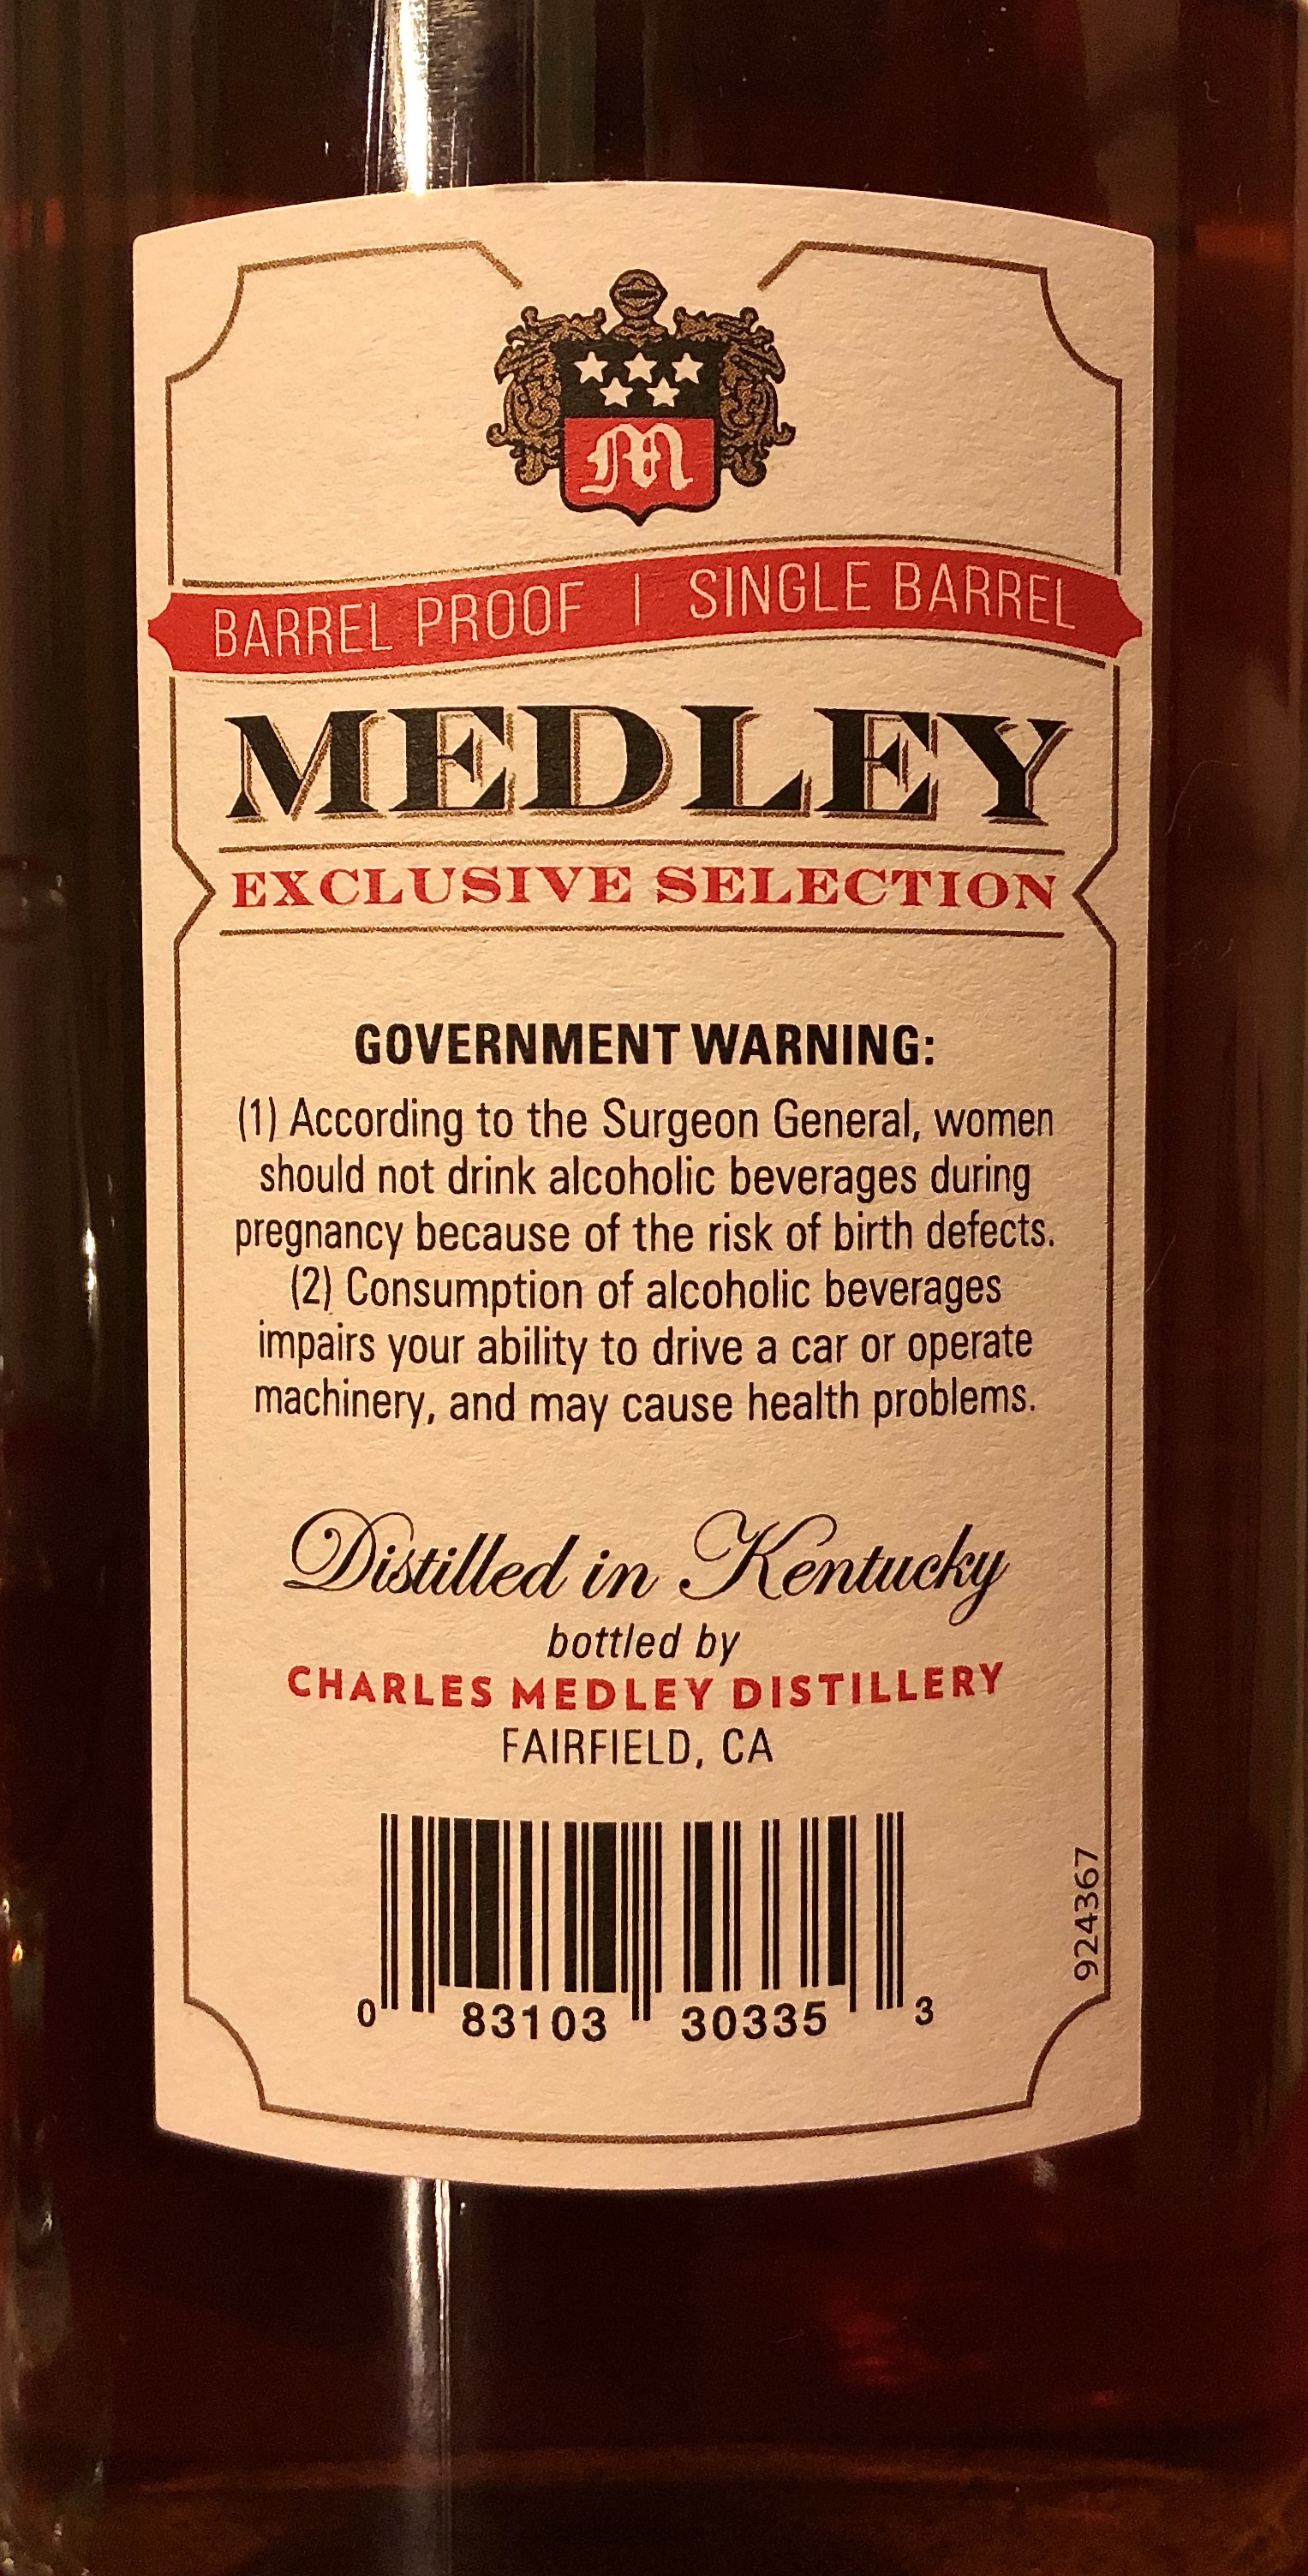 M
BARREL PROOF | SINGLE BARREL
MEDLEY
EXCLUSIVE SELECTION
GOVERNMENT WARNING:
(1) According to the Surgeon General, women
should not drink alcoholic beverages during
pregnancy because of the risk of birth defects.
(2) Consumption of alcoholic beverages
impairs your ability to drive a car or operate
machinery, and may cause health problems.
Distilled in Kentucky
bottled by
CHARLES MEDLEY DISTILLERY
FAIRFIELD, CA
0 83103 30335 3
924367